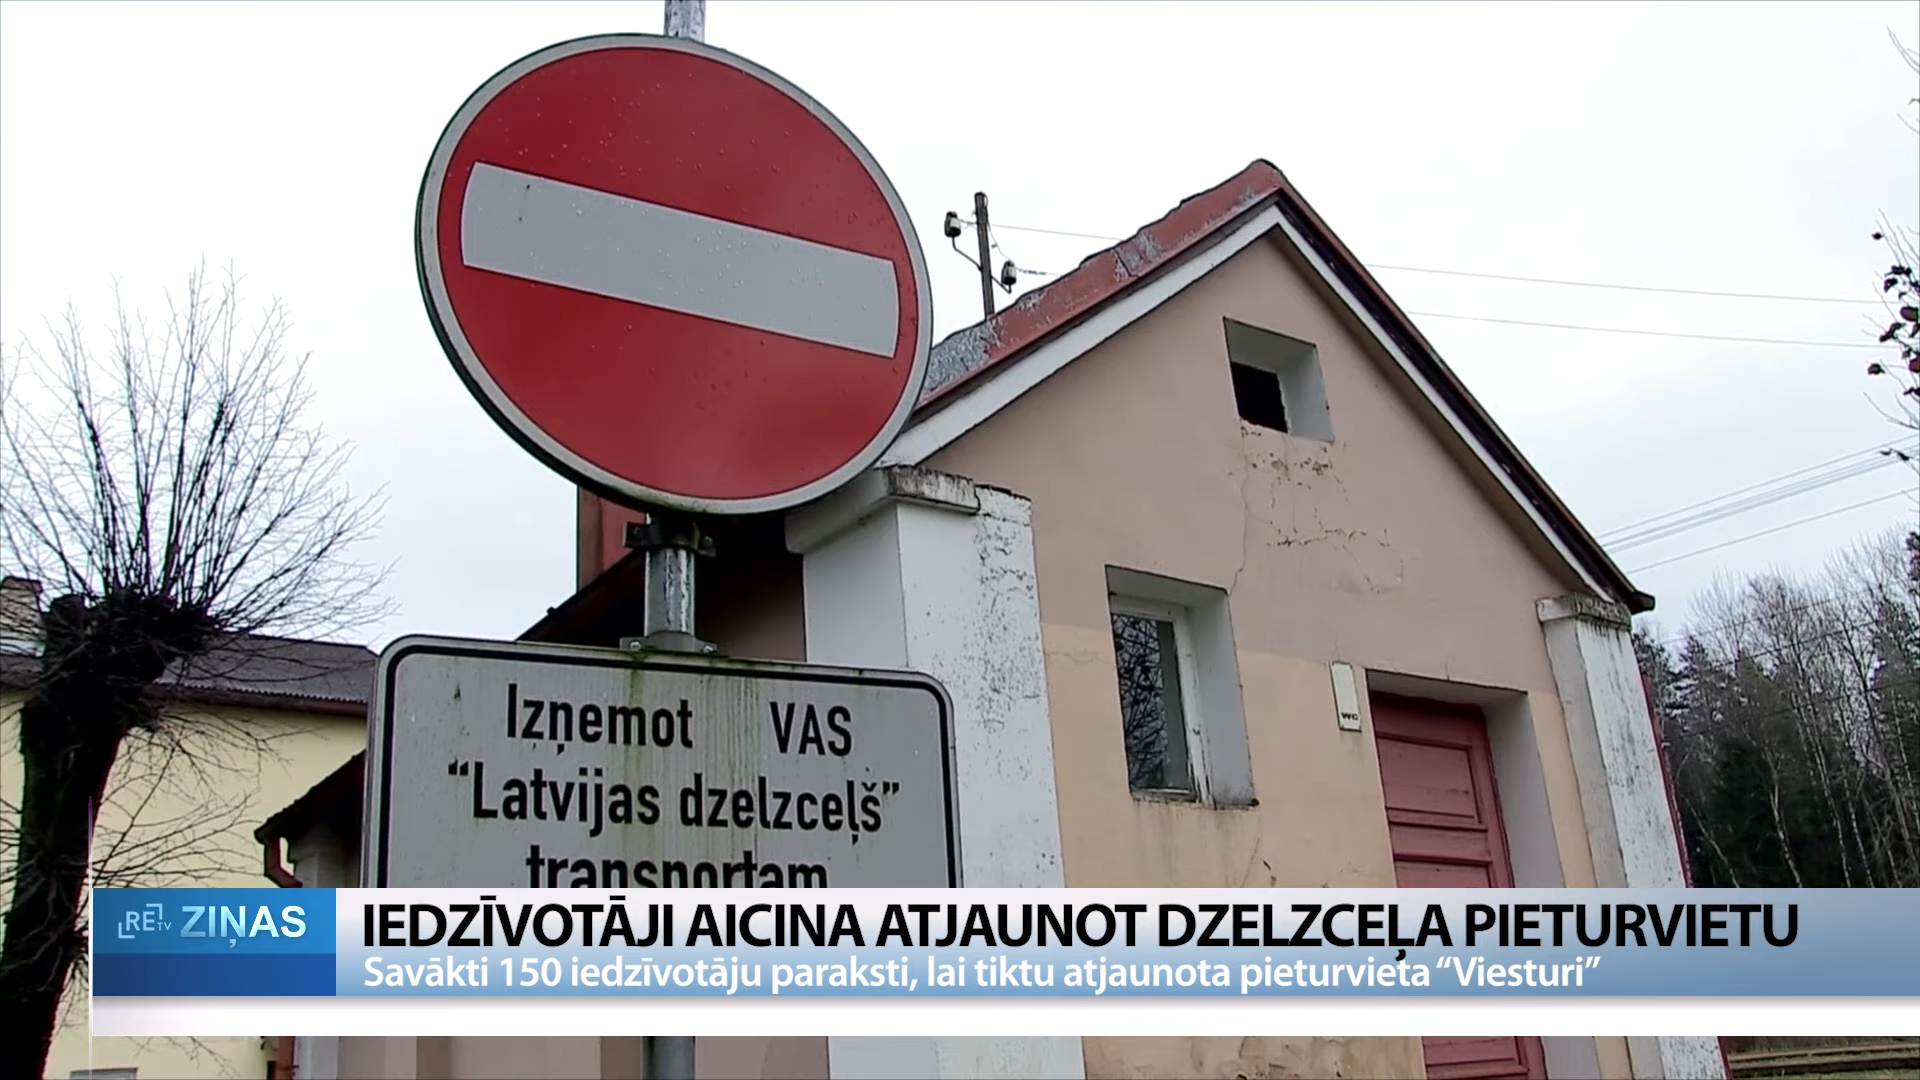 Izņemot VAS
“Latvijas dzelzceļš”
transportam
WC
RE TV ZIŅAS
IEDZĪVOTĀJI AICINA ATJAUNOT DZELZCEĻA PIETURVIETU
Savākti 150 iedzīvotāju paraksti, lai tiktu atjaunota pieturvieta “Viesturi”